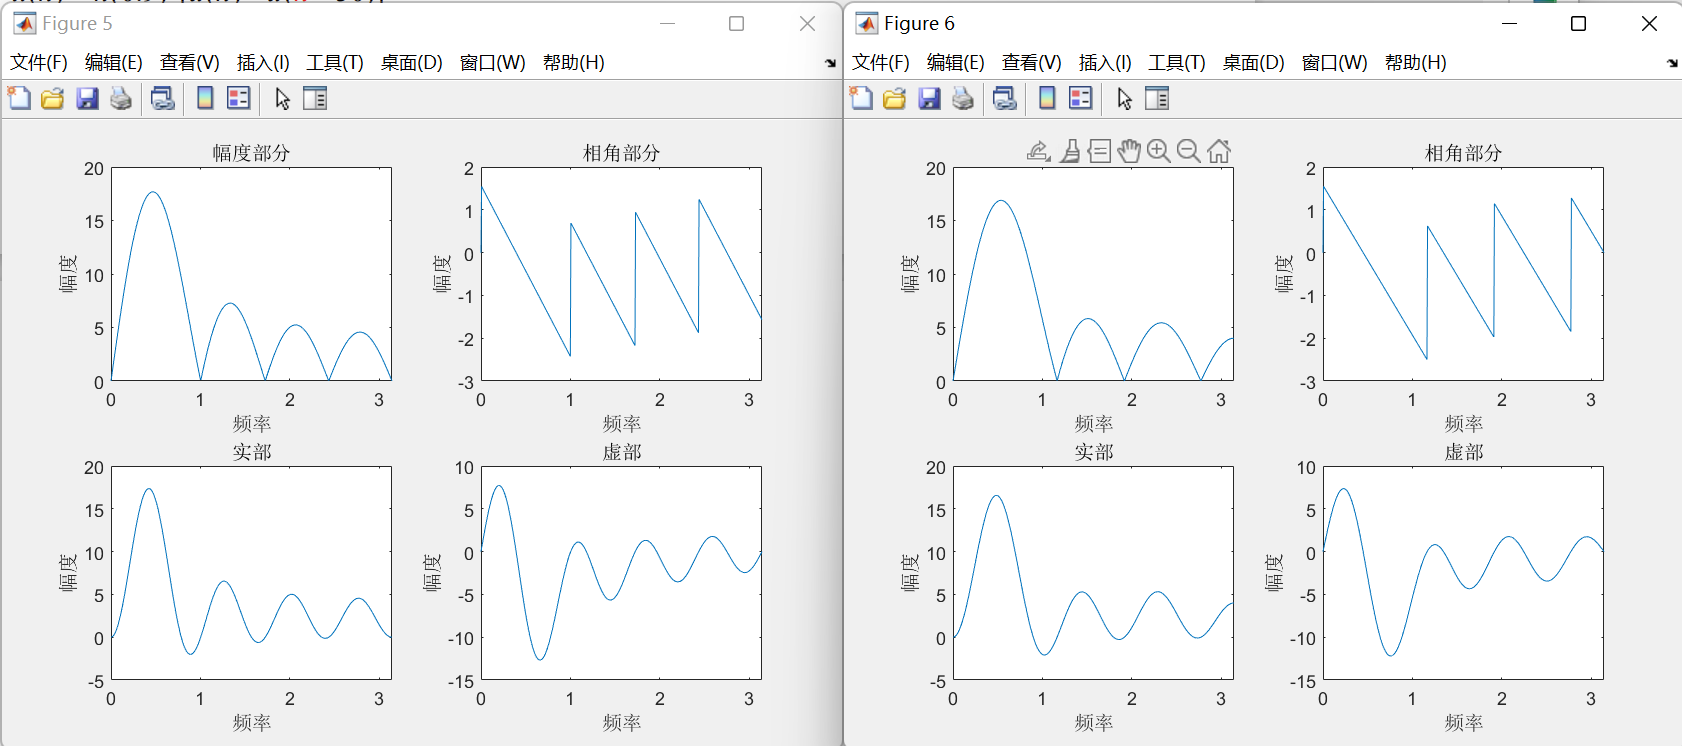 Figure 5
文件(F) 编辑(E) 查看(V) 插入(I) 工具(T) 桌面(D) 窗口(W) 帮助(H)
幅度部分
20
15
10
5
0
0 1 2 3
幅度
频率
相角部分
2
1
0
-1
-2
-3
0 1 2 3
幅度
频率
实部
20
15
10
5
0
-5
0 1 2 3
幅度
频率
虚部
10
5
0
-5
-10
-15
0 1 2 3
幅度
频率
Figure 6
文件(F) 编辑(E) 查看(V) 插入(I) 工具(T) 桌面(D) 窗口(W) 帮助(H)
20
15
10
5
0
0 1 2 3
幅度
频率
相角部分
2
1
0
-1
-2
-3
0 1 2 3
幅度
频率
实部
20
15
10
5
0
-5
0 1 2 3
幅度
频率
虚部
10
5
0
-5
-10
-15
0 1 2 3
幅度
频率